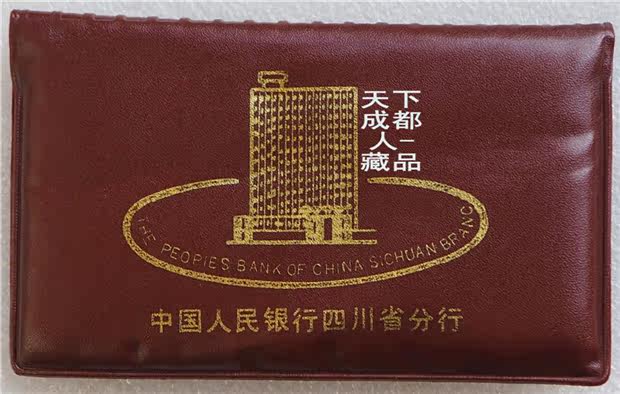 天下
成都
人一
藏品
THE PEOPIES BANK OF CHINA SICHUAN BRANC
中国人民银行四川省分行